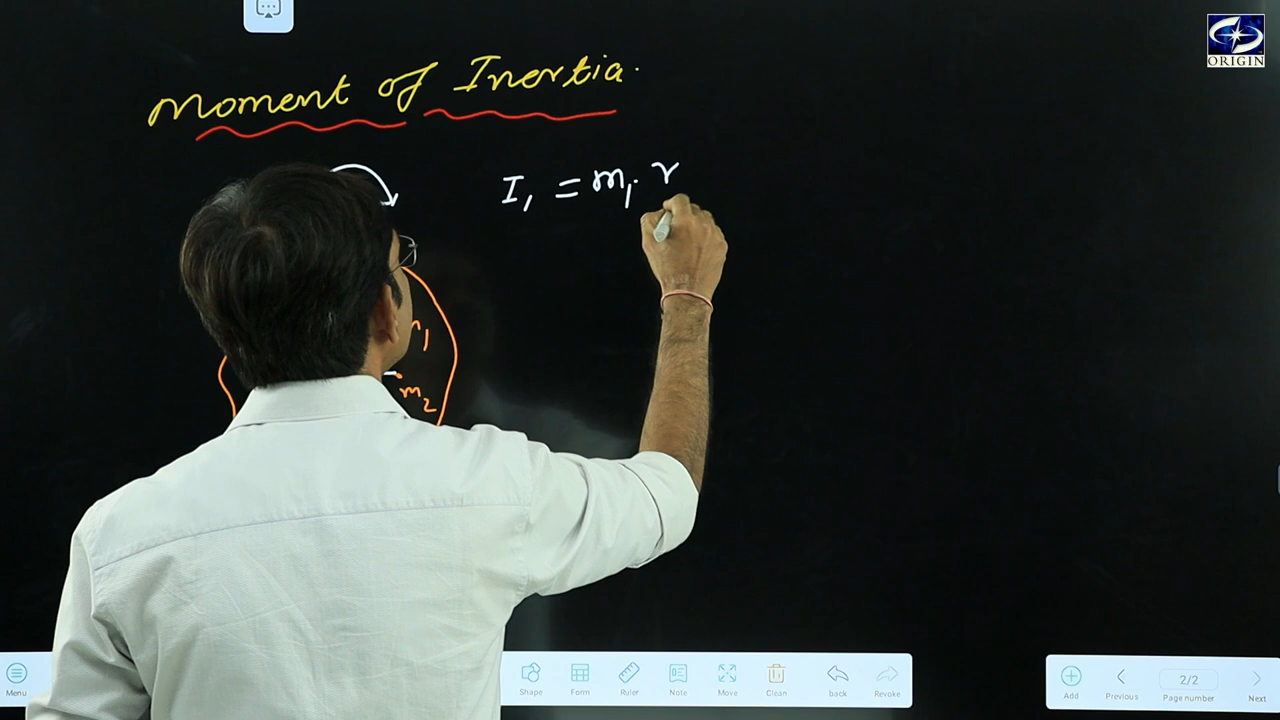 ORIGIN
Moment of Inertia.
I₁ = m₁. r
m₂
Menu
Shape
Form
Ruler
Note
Move
Clean
back
Revoke
Add
Previous
2/2
Page number
Next